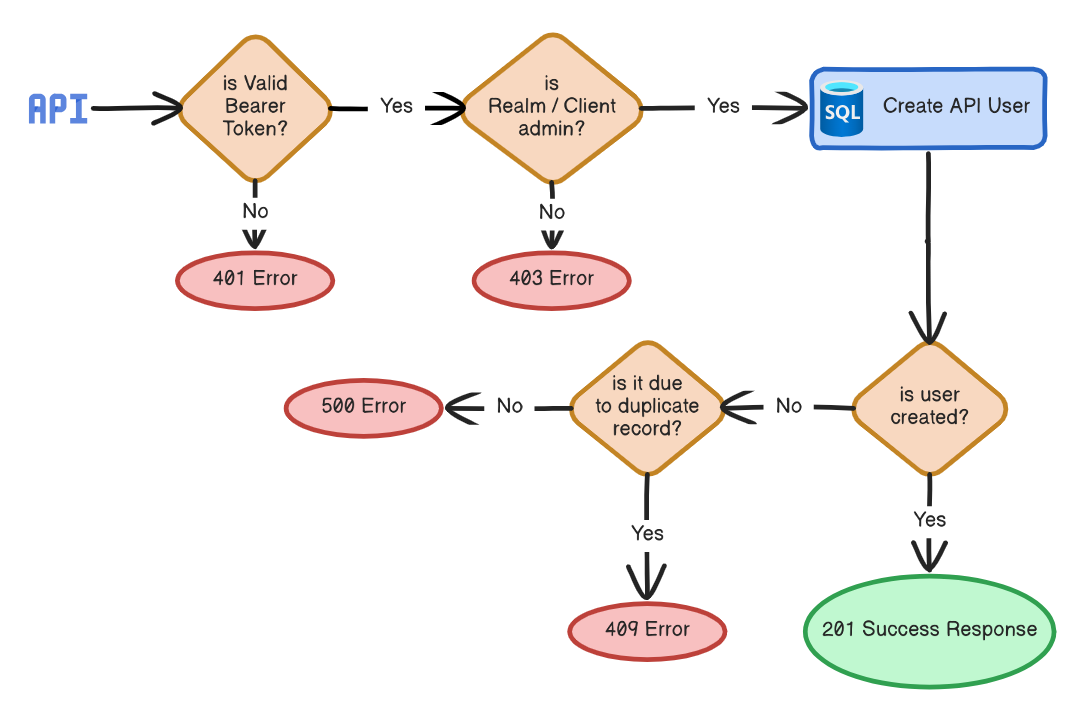 API
is Valid
Bearer
Token?
Yes
is
Realm / Client
admin?
Yes
SQL
Create API User
No
401 Error
No
403 Error
is user
created?
No
is it due
to duplicate
record?
No
500 Error
Yes
409 Error
Yes
201 Success Response